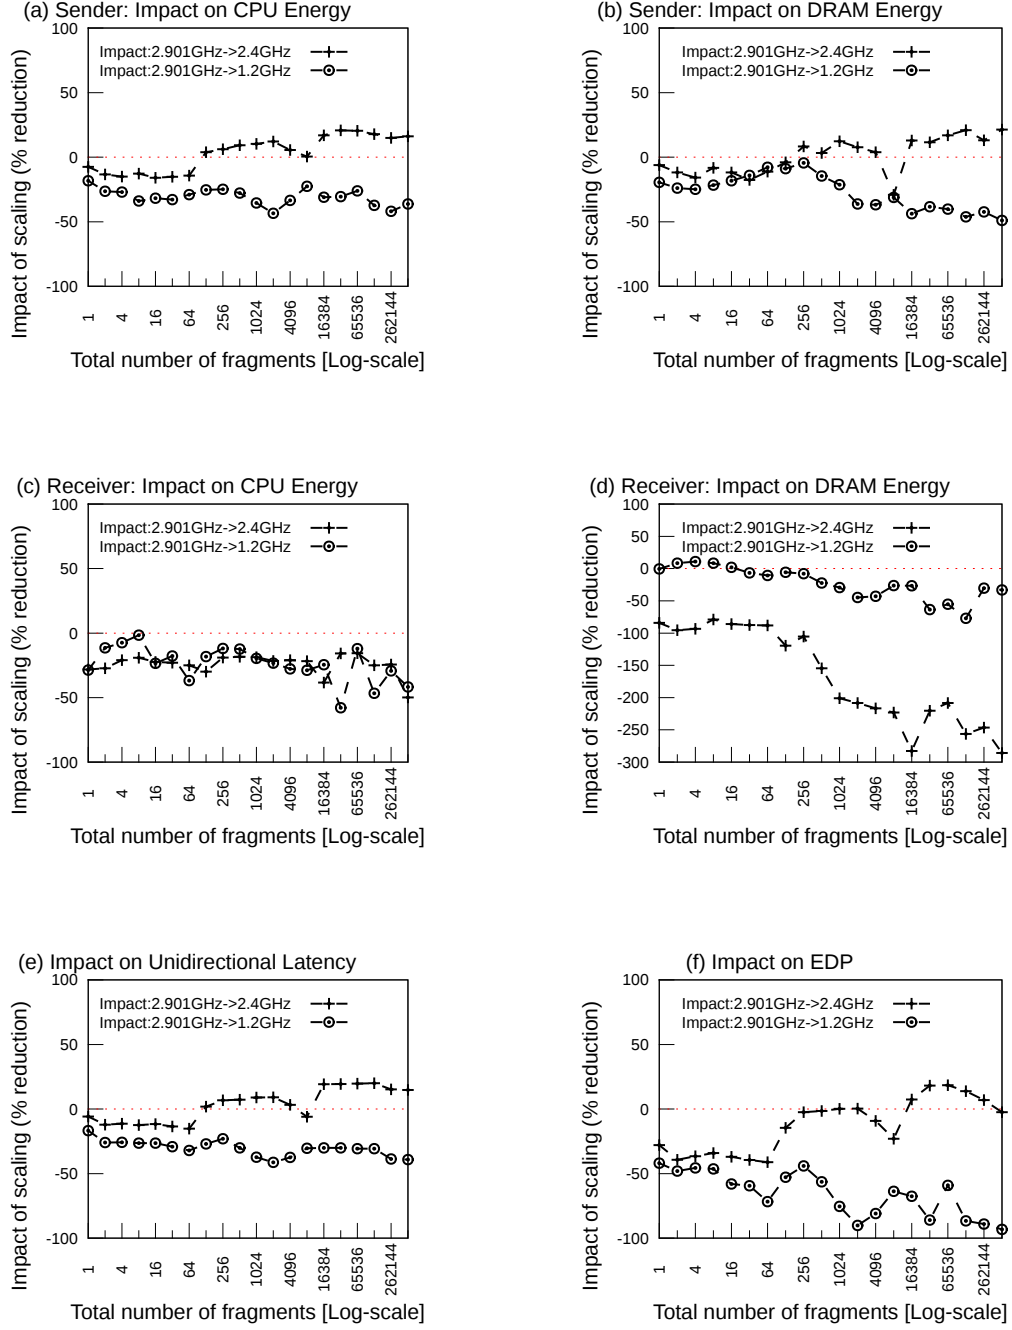 (a) Sender: Impact on CPU Energy
Impact of scaling (% reduction)
100
50
0
-50
-100
Impact:2.901GHz->2.4GHz
Impact:2.901GHz->1.2GHz
1 4 16 64 256 1024 4096 16384 65536 262144
Total number of fragments [Log-scale]
(b) Sender: Impact on DRAM Energy
Impact of scaling (% reduction)
100
50
0
-50
-100
Impact:2.901GHz->2.4GHz
Impact:2.901GHz->1.2GHz
1 4 16 64 256 1024 4096 16384 65536 262144
Total number of fragments [Log-scale]
(c) Receiver: Impact on CPU Energy
Impact of scaling (% reduction)
100
50
0
-50
-100
Impact:2.901GHz->2.4GHz
Impact:2.901GHz->1.2GHz
1 4 16 64 256 1024 4096 16384 65536 262144
Total number of fragments [Log-scale]
(d) Receiver: Impact on DRAM Energy
Impact of scaling (% reduction)
100
50
0
-50
-100
-150
-200
-250
-300
Impact:2.901GHz->2.4GHz
Impact:2.901GHz->1.2GHz
1 4 16 64 256 1024 4096 16384 65536 262144
Total number of fragments [Log-scale]
(e) Impact on Unidirectional Latency
Impact of scaling (% reduction)
100
50
0
-50
-100
Impact:2.901GHz->2.4GHz
Impact:2.901GHz->1.2GHz
1 4 16 64 256 1024 4096 16384 65536 262144
Total number of fragments [Log-scale]
(f) Impact on EDP
Impact of scaling (% reduction)
100
50
0
-50
-100
Impact:2.901GHz->2.4GHz
Impact:2.901GHz->1.2GHz
1 4 16 64 256 1024 4096 16384 65536 262144
Total number of fragments [Log-scale]